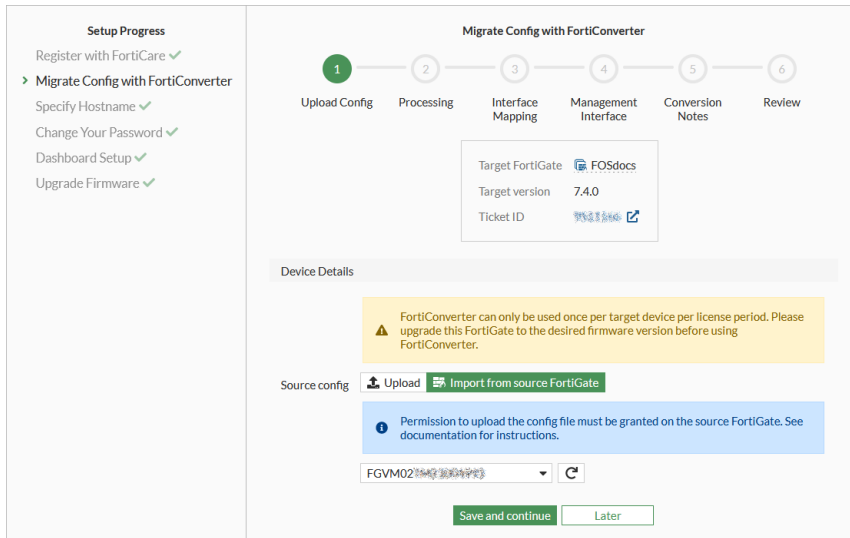 Setup Progress
Register with FortiCare
Migrate Config with FortiConverter
Specify Hostname
Change Your Password
Dashboard Setup
Upgrade Firmware
Migrate Config with FortiConverter
1
2
3
4
5
6
Upload Config
Processing
Interface
Mapping
Management
Interface
Conversion
Notes
Review
Target FortiGate FOSdocs
Target version 7.4.0
Ticket ID
Device Details
FortiConverter can only be used once per target device per license period. Please
upgrade this FortiGate to the desired firmware version before using
FortiConverter.
Source config Upload Import from source FortiGate
Permission to upload the config file must be granted on the source FortiGate. See
documentation for instructions.
FGVM02
Save and continue Later